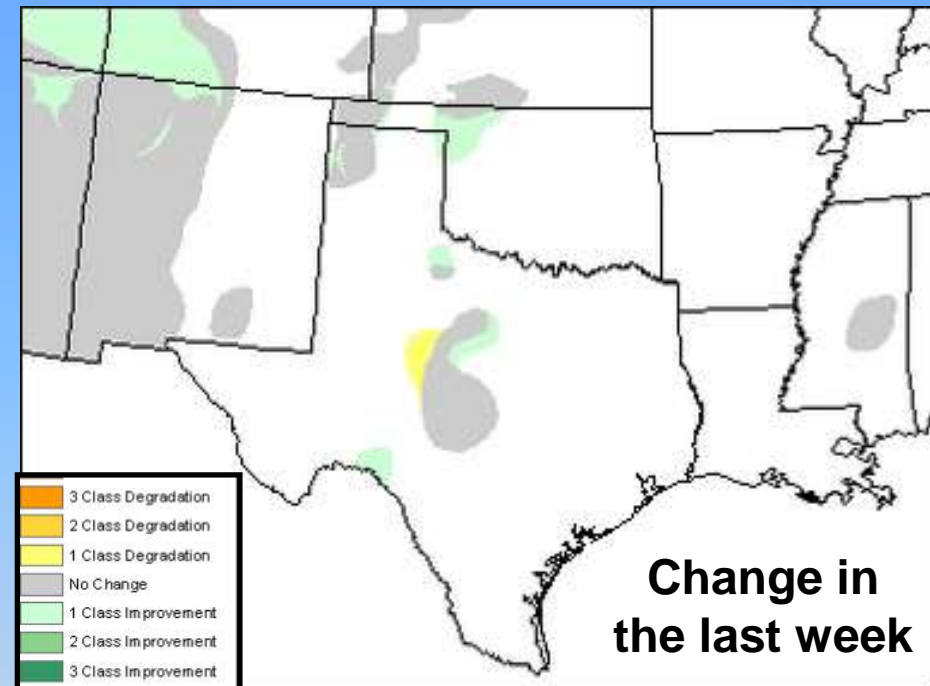 3 Class Degradation
2 Class Degradation
1 Class Degradation
No Change
1 Class Improvement
2 Class Improvement
3 Class Improvement
Change in
the last week